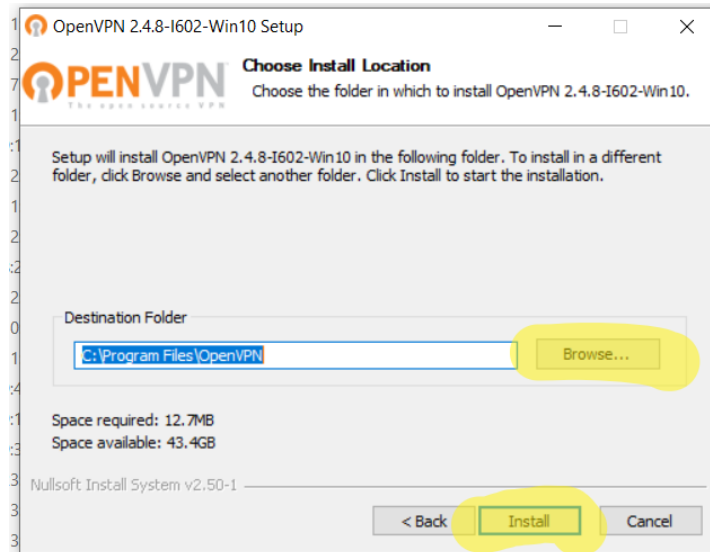 OpenVPN 2.4.8-I602-Win10 Setup
OPENVPN
The open source VPN
Choose Install Location
Choose the folder in which to install OpenVPN 2.4.8-I602-Win10.
Setup will install OpenVPN 2.4.8-I602-Win10 in the following folder. To install in a different
folder, click Browse and select another folder. Click Install to start the installation.
Destination Folder
C:\Program Files\OpenVPN
Browse...
Space required: 12.7MB
Space available: 43.4GB
Nullsoft Install System v2.50-1
< Back
Install
Cancel